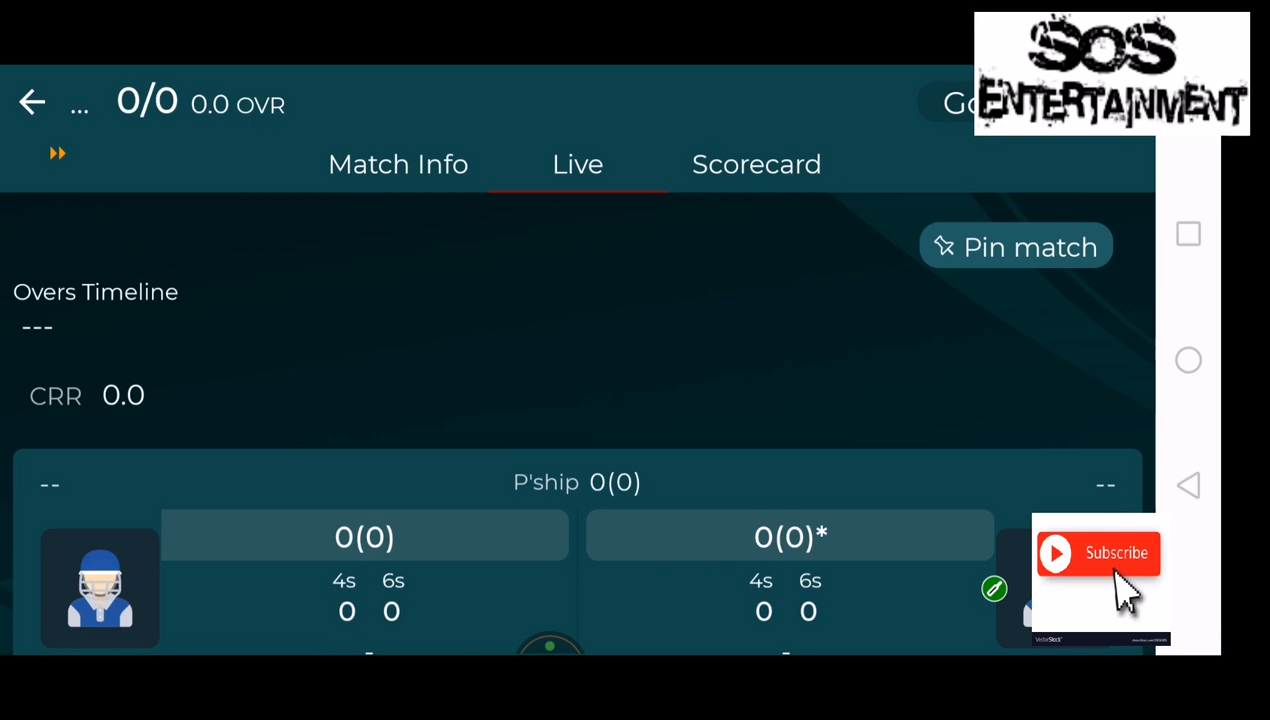 SOS
ENTERTAINMENT
... 0/0 0.0 OVR
Match Info Live Scorecard
Pin match
Overs Timeline
---
CRR 0.0
-- P'ship 0(0) --
0(0) 0(0)*
4s 6s 4s 6s
0 0 0 0
Subscribe
VectorStock